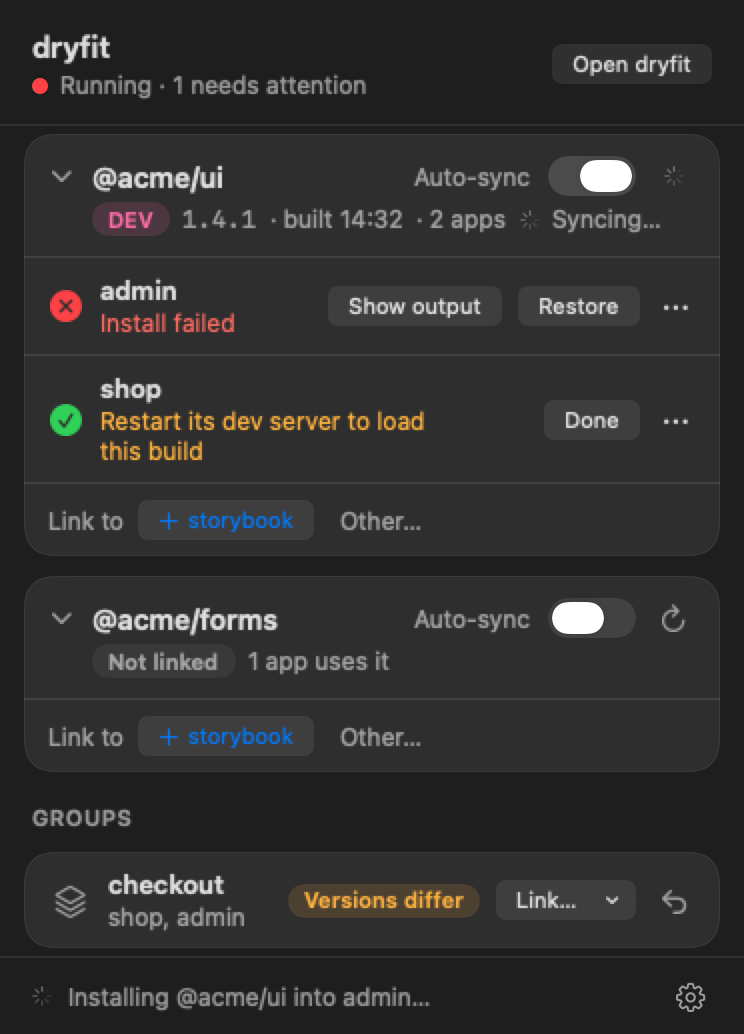 dryfit
Running · 1 needs attention
Open dryfit
@acme/ui
Auto-sync
DEV 1.4.1 · built 14:32 · 2 apps Syncing...
admin
Install failed
Show output
Restore
···
shop
Restart its dev server to load
this build
Done
···
Link to + storybook Other...
@acme/forms
Auto-sync
Not linked 1 app uses it
Link to + storybook Other...
GROUPS
checkout
shop, admin
Versions differ
Link...
Installing @acme/ui into admin...